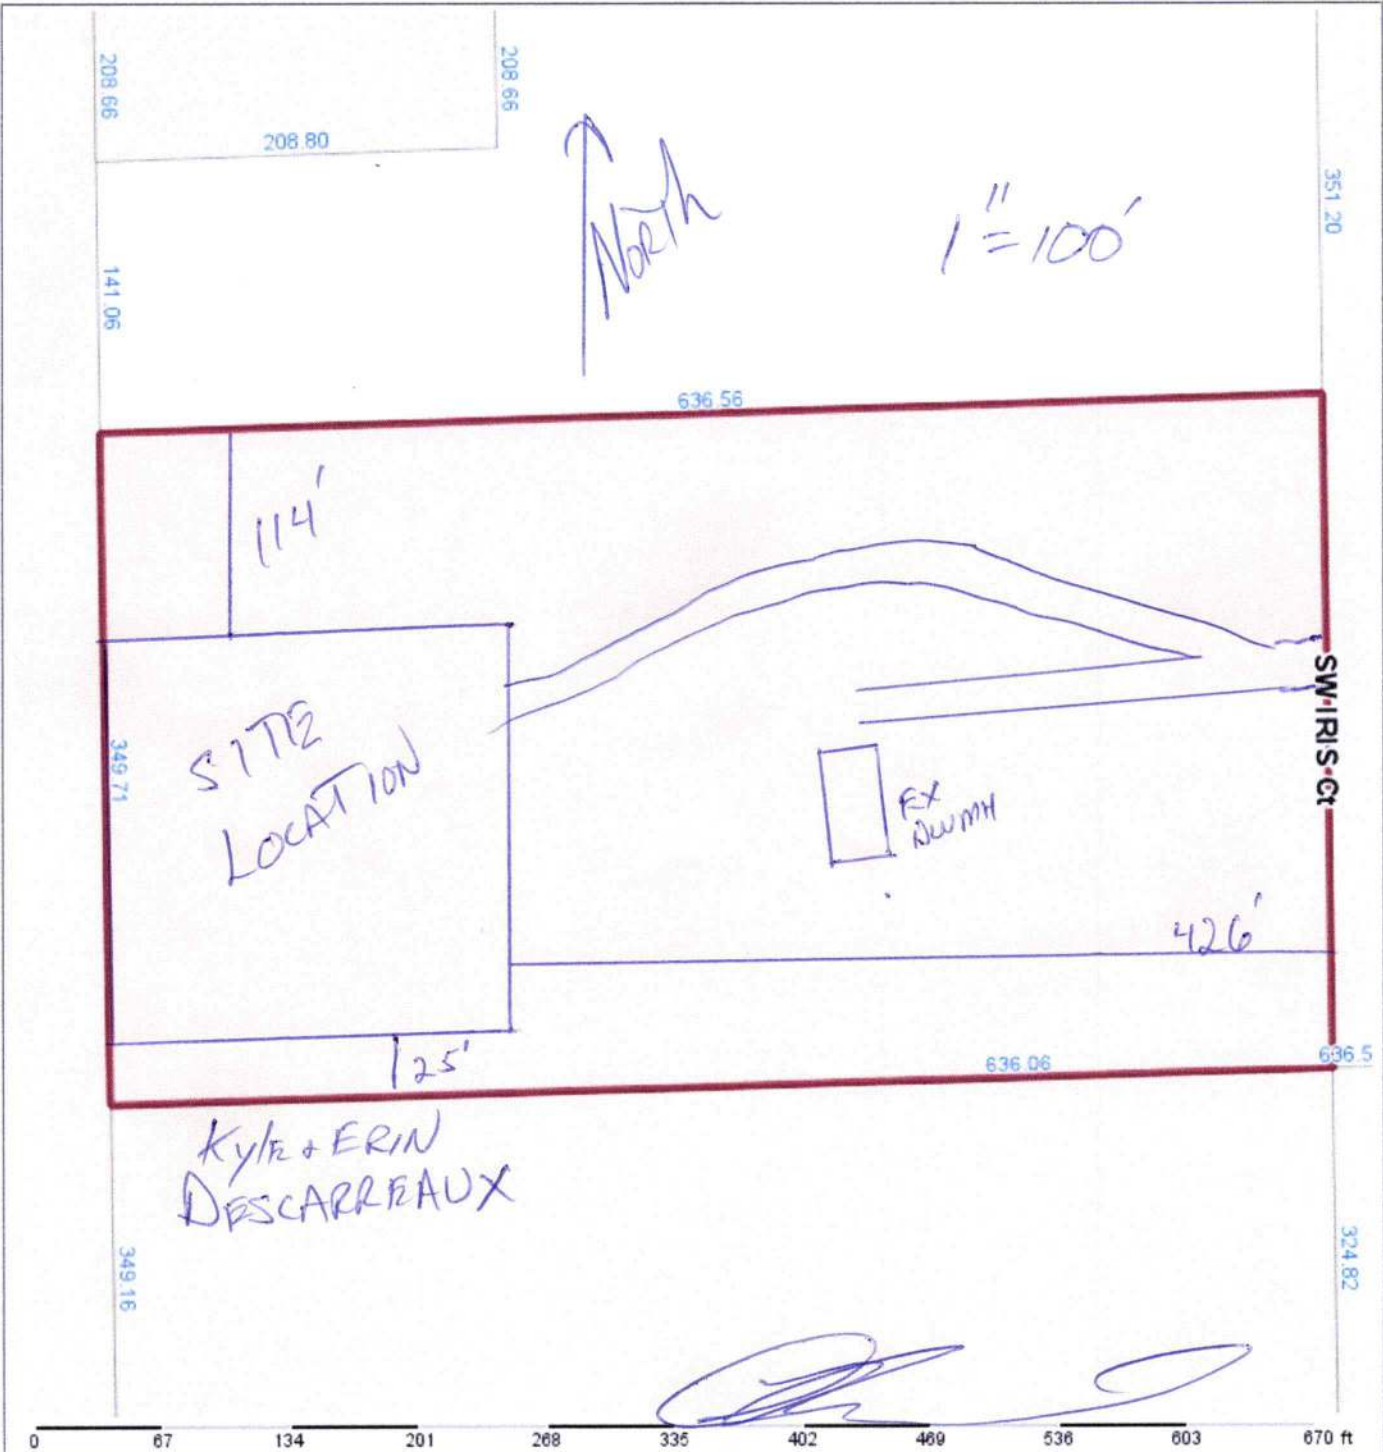 208.66
208.66
208.80
141.06
NORTH
1" = 100'
351.20
636.56
114'
SITE
LOCATION
349.71
EX
DWMH
SW IRIS Ct
426'
25'
636.06
636.5
Kyle + ERIN
DESCARREAUX
349.16
324.82
0 67 134 201 268 335 402 469 536 603 670 ft